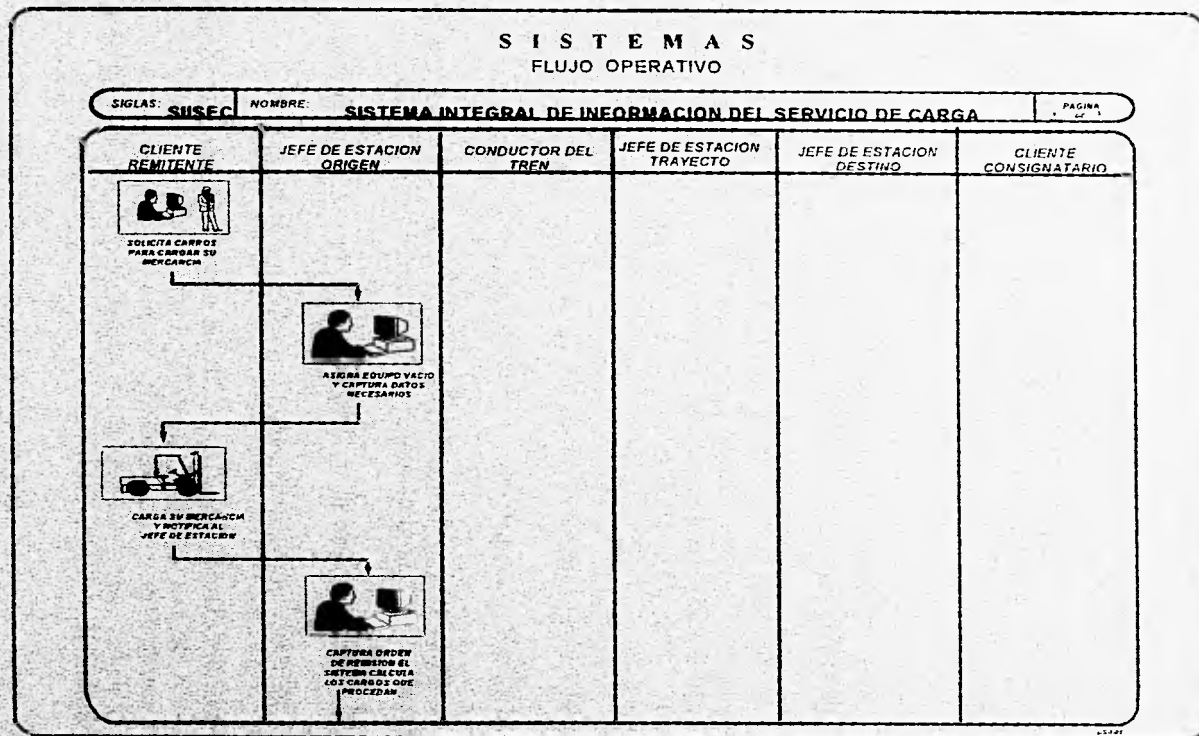 S I S T E M A S
FLUJO OPERATIVO
SIGLAS: SIISEC NOMBRE: SISTEMA INTEGRAL DE INFORMACION DEL SERVICIO DE CARGA PAGINA
CLIENTE
REMITENTE
JEFE DE ESTACION
ORIGEN
CONDUCTOR DEL
TREN
JEFE DE ESTACION
TRAYECTO
JEFE DE ESTACION
DESTINO
CLIENTE
CONSIGNATARIO
SOLICITA CARROS
PARA CARGAR SU
MERCANCIA
ASIGNA EQUIPO VACIO
Y CAPTURA DATOS
NECESARIOS
CARGA SU MERCANCIA
Y NOTIFICA AL
JEFE DE ESTACION
CAPTURA ORDEN
DE REMISION EL
SISTEMA CALCULA
LOS CARGOS QUE
PROCEDAN